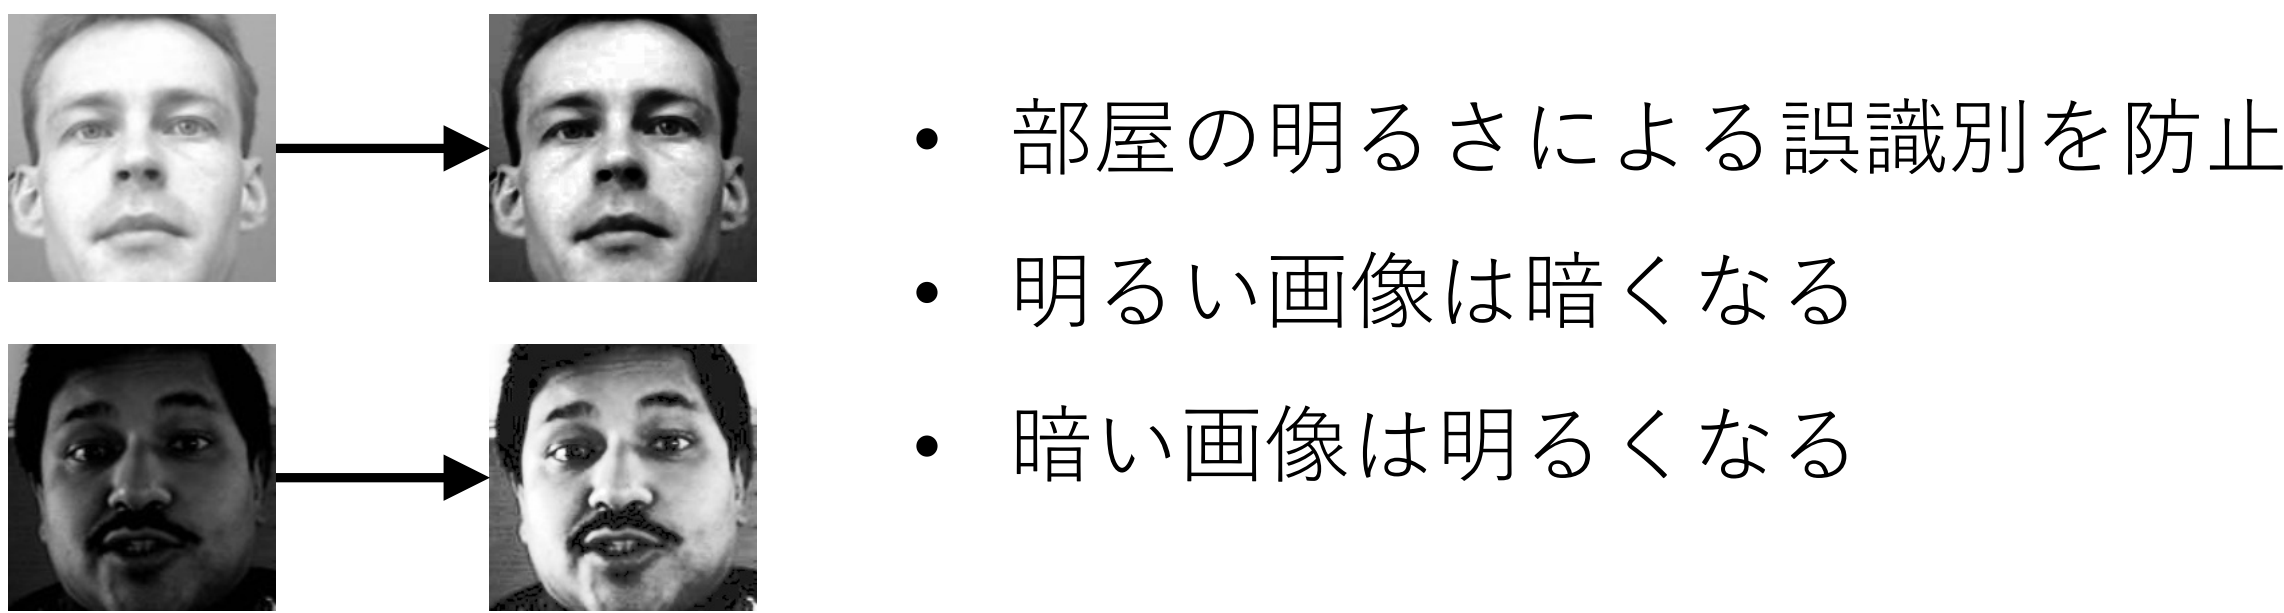 • 部屋の明るさによる誤識別を防止
• 明るい画像は暗くなる
• 暗い画像は明るくなる